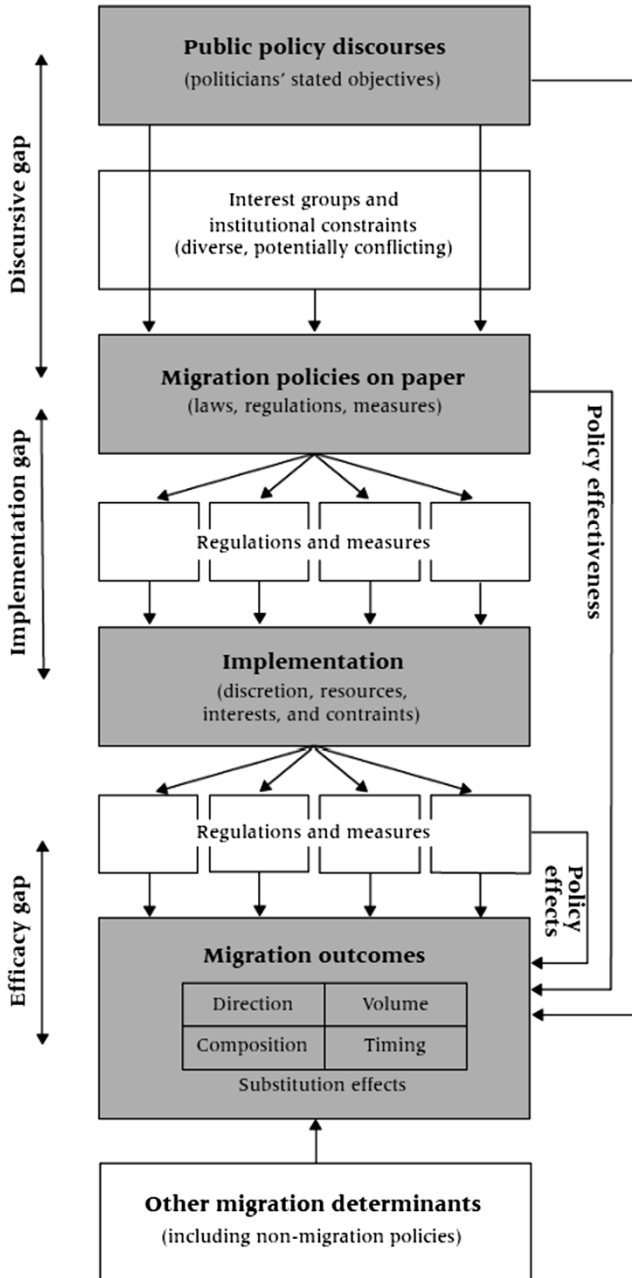 Public policy discourses
(politicians’ stated objectives)
Discursive gap
Interest groups and
institutional constraints
(diverse, potentially conflicting)
Migration policies on paper
(laws, regulations, measures)
Policy effectiveness
Implementation gap
Regulations and measures
Implementation
(discretion, resources,
interests, and contraints)
Regulations and measures
Policy
effects
Efficacy gap
Migration outcomes
Direction
Volume
Composition
Timing
Substitution effects
Other migration determinants
(including non-migration policies)